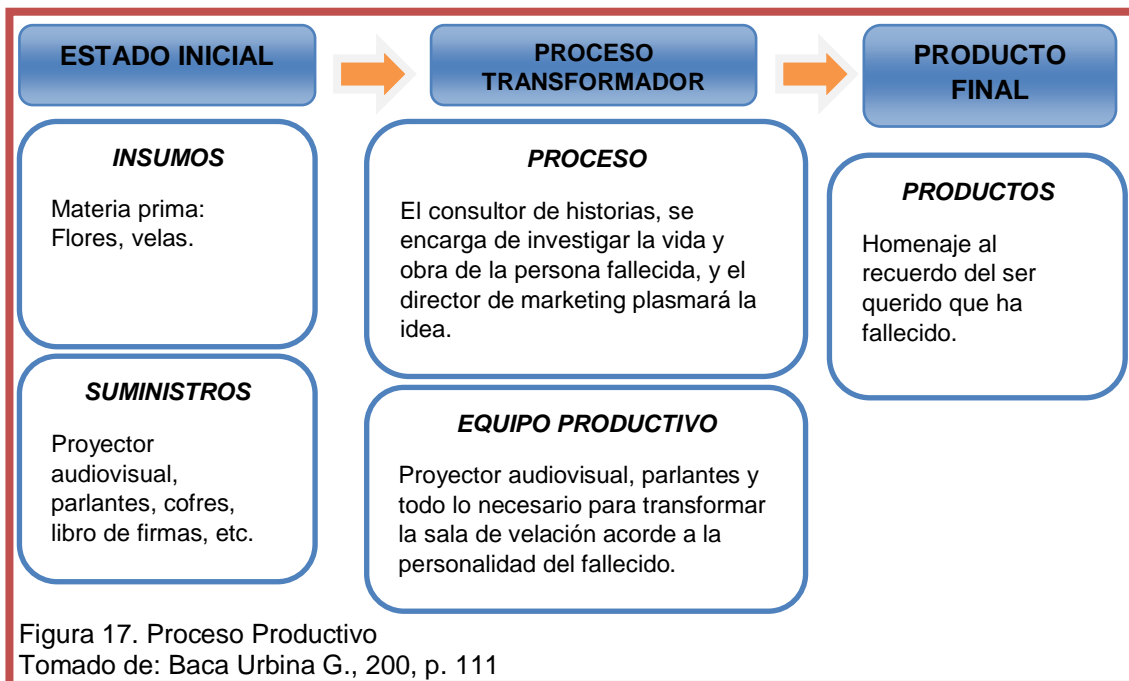 ESTADO INICIAL
PROCESO
TRANSFORMADOR
PRODUCTO
FINAL
INSUMOS
Materia prima:
Flores, velas.
SUMINISTROS
Proyector
audiovisual,
parlantes, cofres,
libro de firmas, etc.
PROCESO
El consultor de historias, se
encarga de investigar la vida y
obra de la persona fallecida, y el
director de marketing plasmará la
idea.
EQUIPO PRODUCTIVO
Proyector audiovisual, parlantes y
todo lo necesario para transformar
la sala de velación acorde a la
personalidad del fallecido.
PRODUCTOS
Homenaje al
recuerdo del ser
querido que ha
fallecido.
Figura 17. Proceso Productivo
Tomado de: Baca Urbina G., 200, p. 111